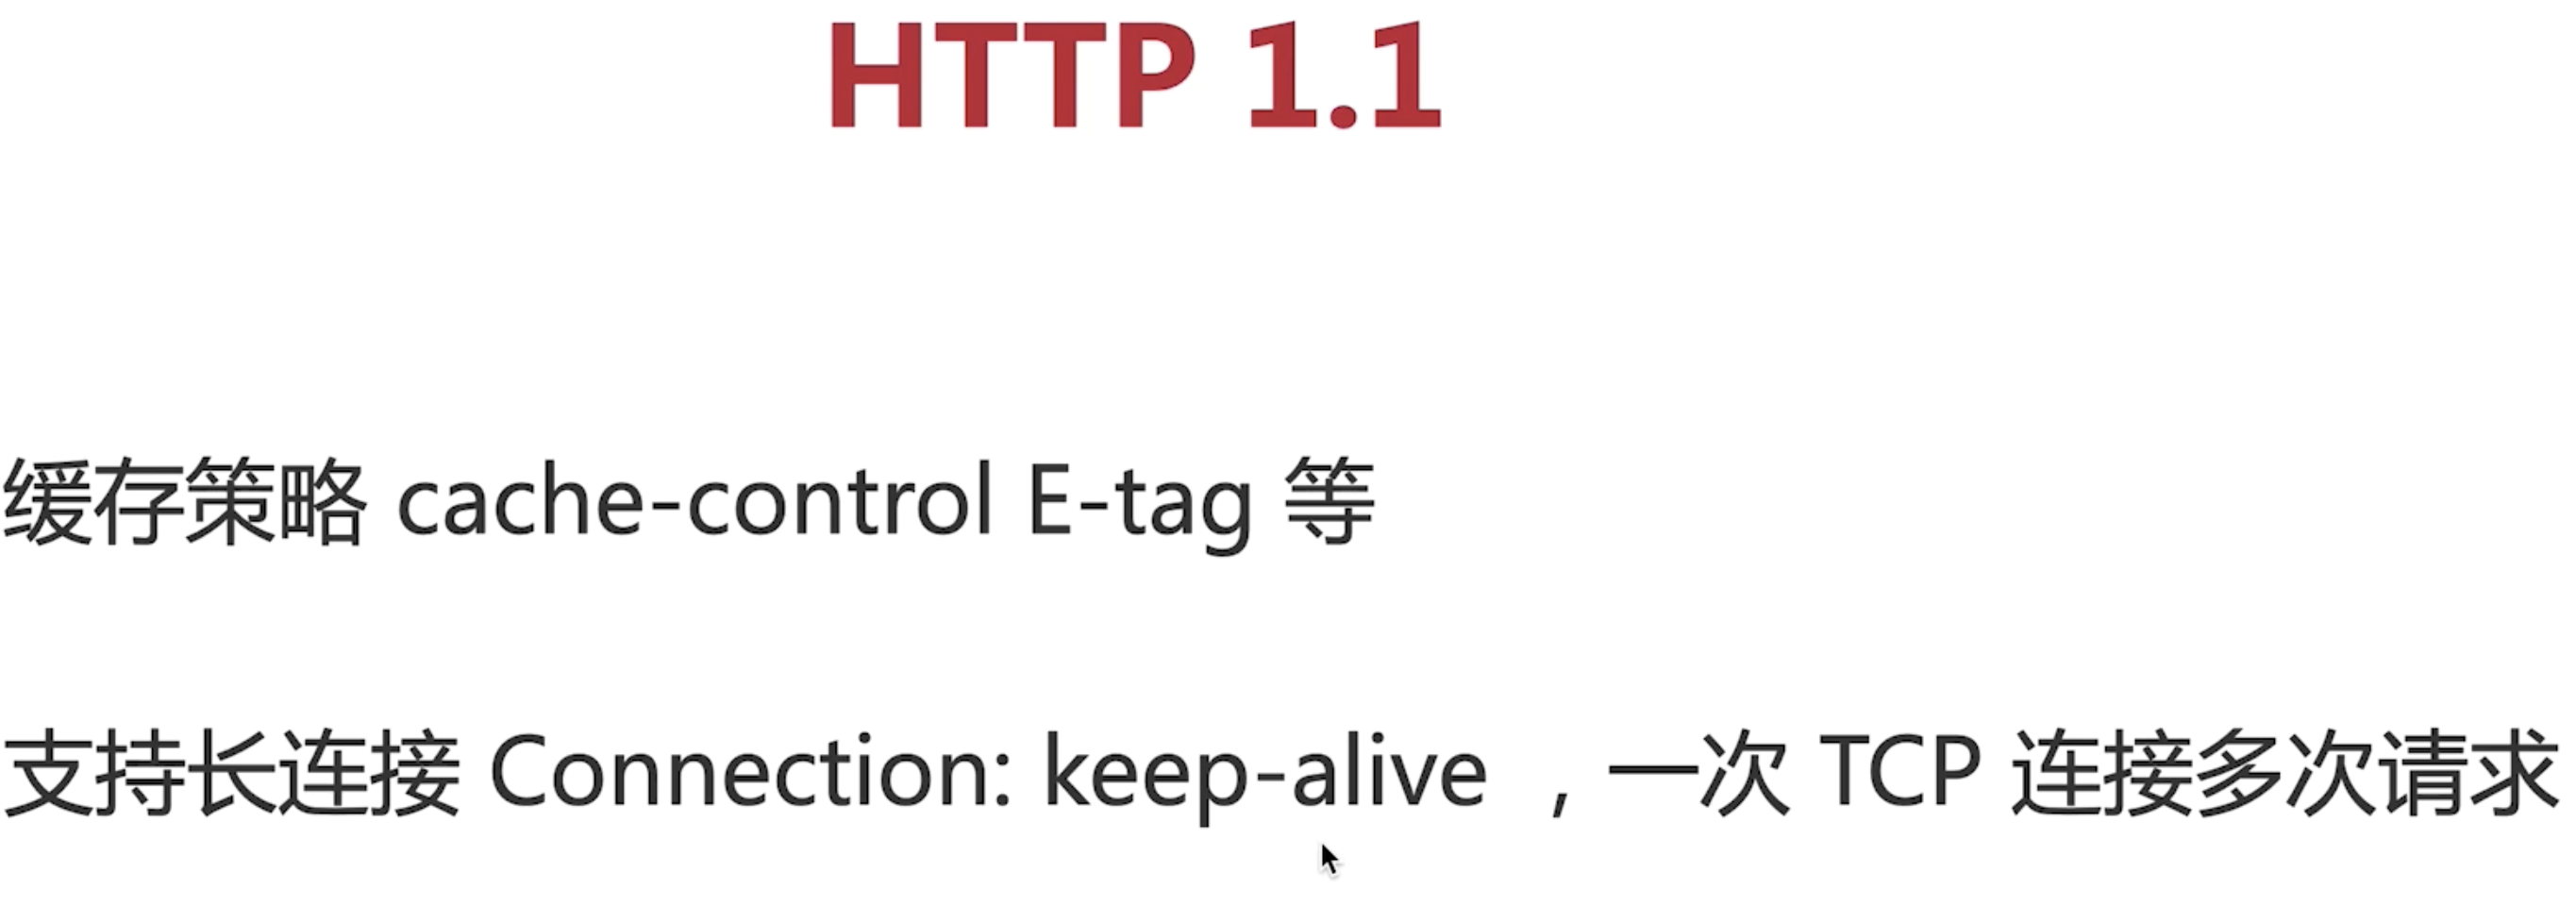 HTTP 1.1
缓存策略 cache-control E-tag 等
支持长连接 Connection: keep-alive ，一次 TCP 连接多次请求